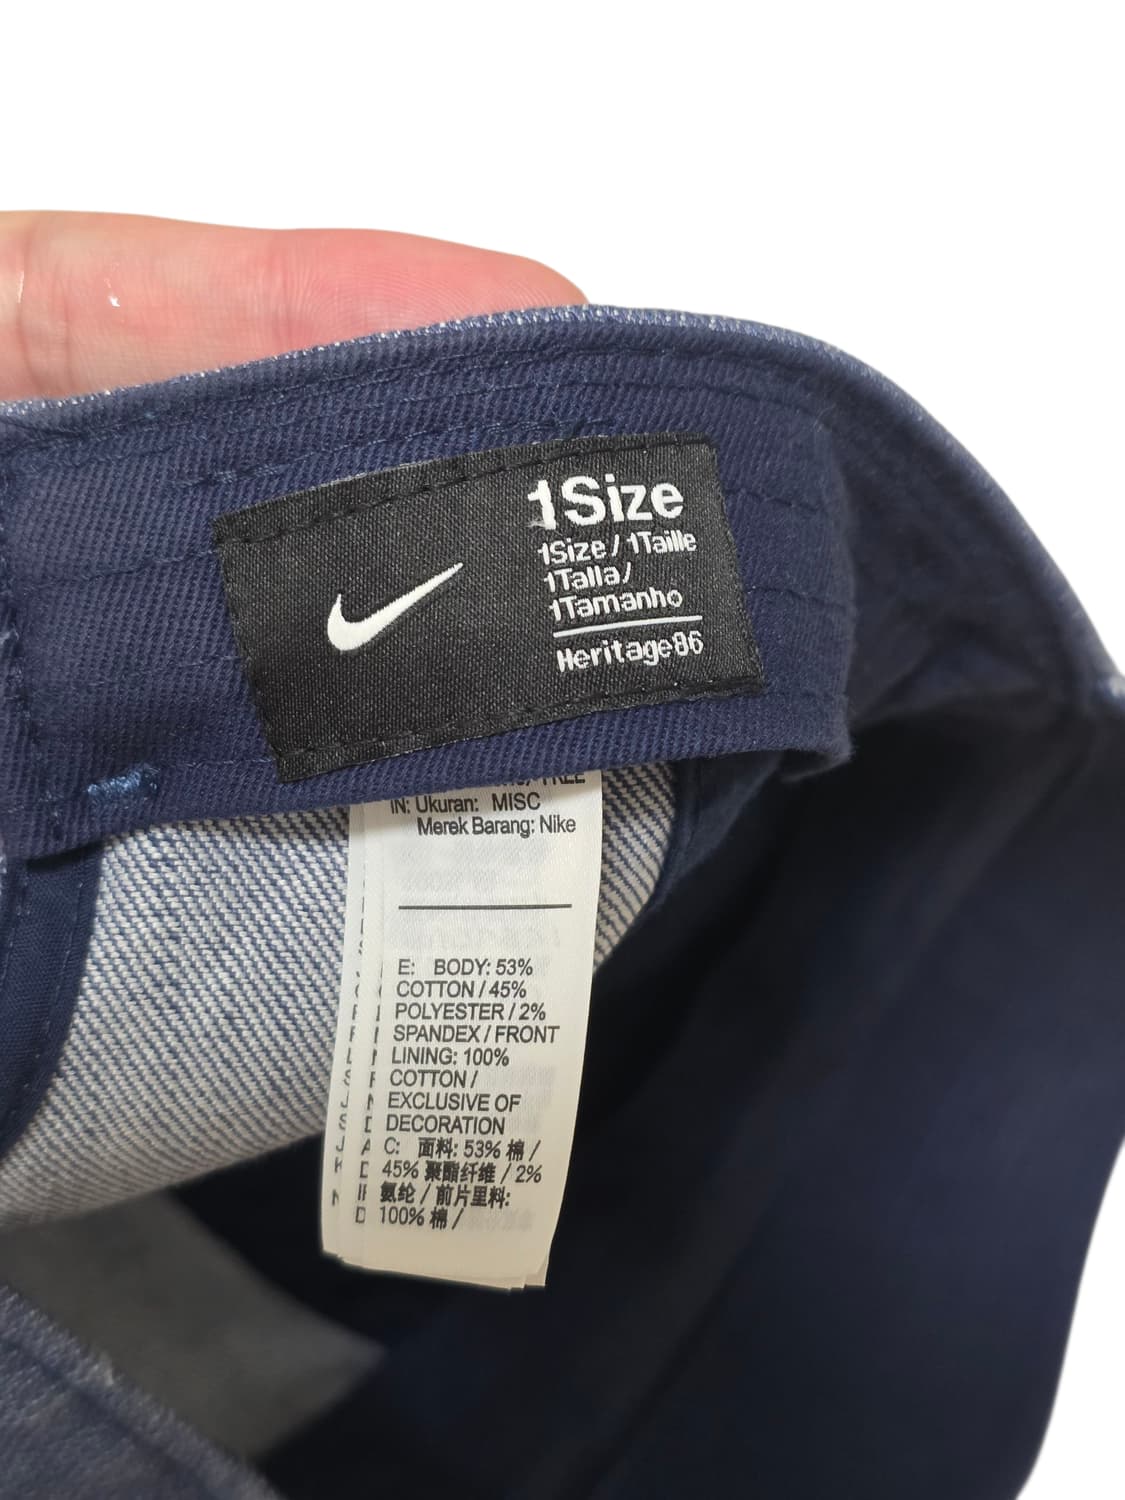 1Size
1Size / 1Taille
1Talla/
1Tamanho
Heritage86
IN: Ukuran: MISC
Merek Barang: Nike
E: BODY: 53%
COTTON / 45%
POLYESTER / 2%
SPANDEX / FRONT
LINING: 100%
COTTON /
EXCLUSIVE OF
DECORATION
C: 面料: 53% 棉 /
45% 聚酯纤维 / 2%
氨纶 / 前片里料:
100% 棉 /